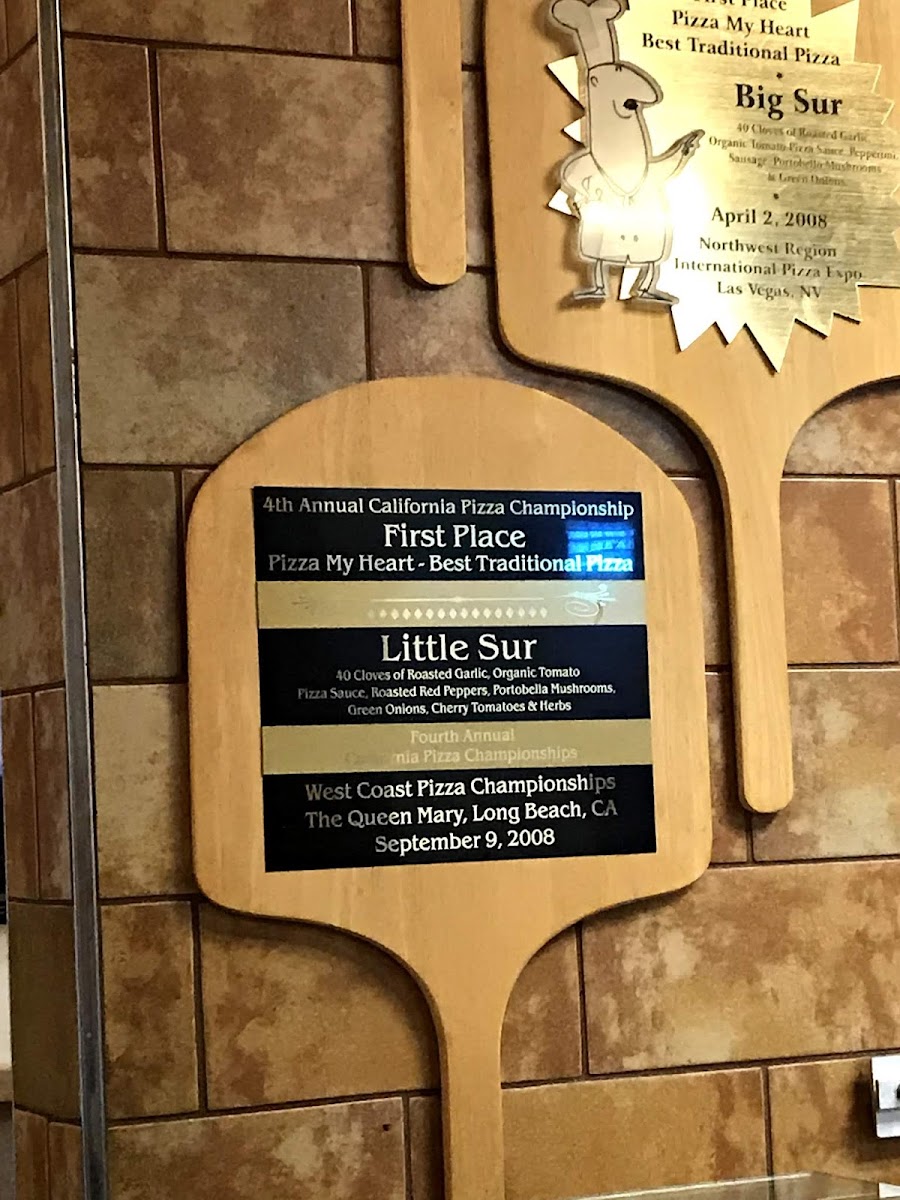 First Place
Pizza My Heart
Best Traditional Pizza
Big Sur
40 Cloves of Roasted Garlic,
Organic Tomato Pizza Sauce, Pepperoni,
Sausage, Portobello Mushrooms
& Green Onions.
April 2, 2008
Northwest Region
International Pizza Expo
Las Vegas, NV
4th Annual California Pizza Championship
First Place
Pizza My Heart - Best Traditional Pizza
Little Sur
40 Cloves of Roasted Garlic, Organic Tomato
Pizza Sauce, Roasted Red Peppers, Portobella Mushrooms,
Green Onions, Cherry Tomatoes & Herbs
Fourth Annual
California Pizza Championships
West Coast Pizza Championships
The Queen Mary, Long Beach, CA
September 9, 2008